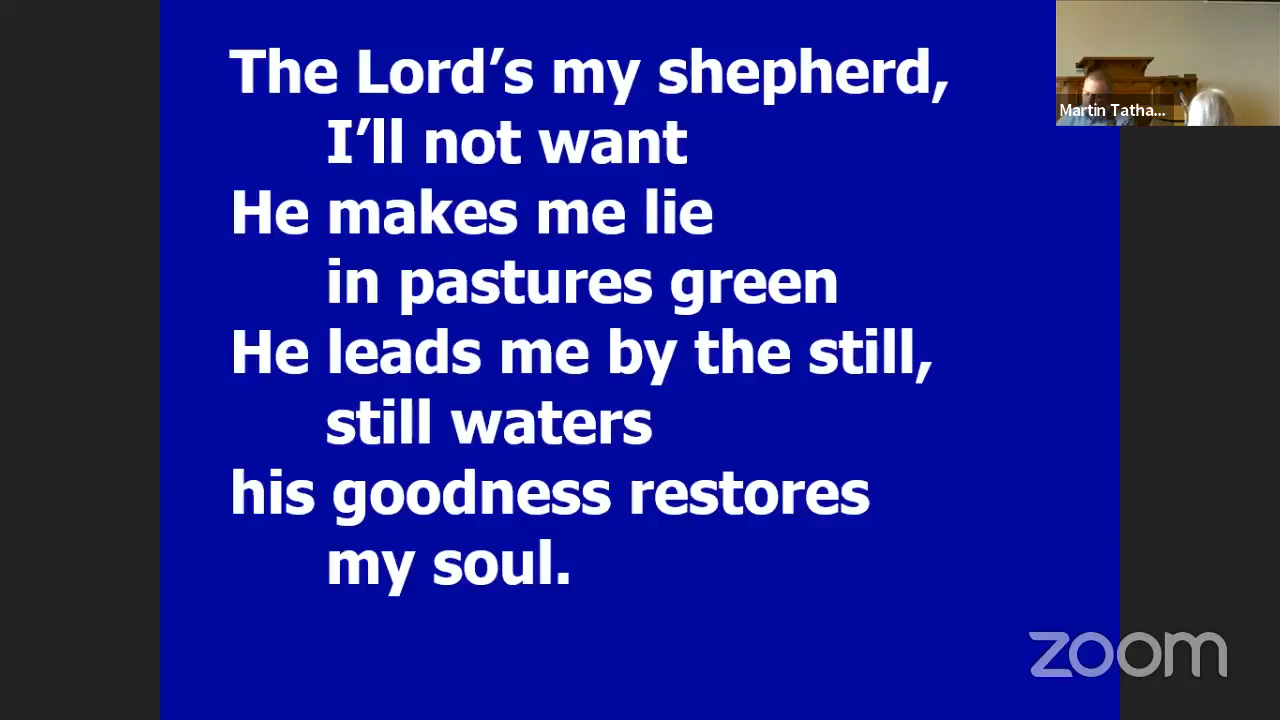 The Lord’s my shepherd,
I’ll not want
He makes me lie
in pastures green
He leads me by the still,
still waters
his goodness restores
my soul.
Martin Tatha...
zoom